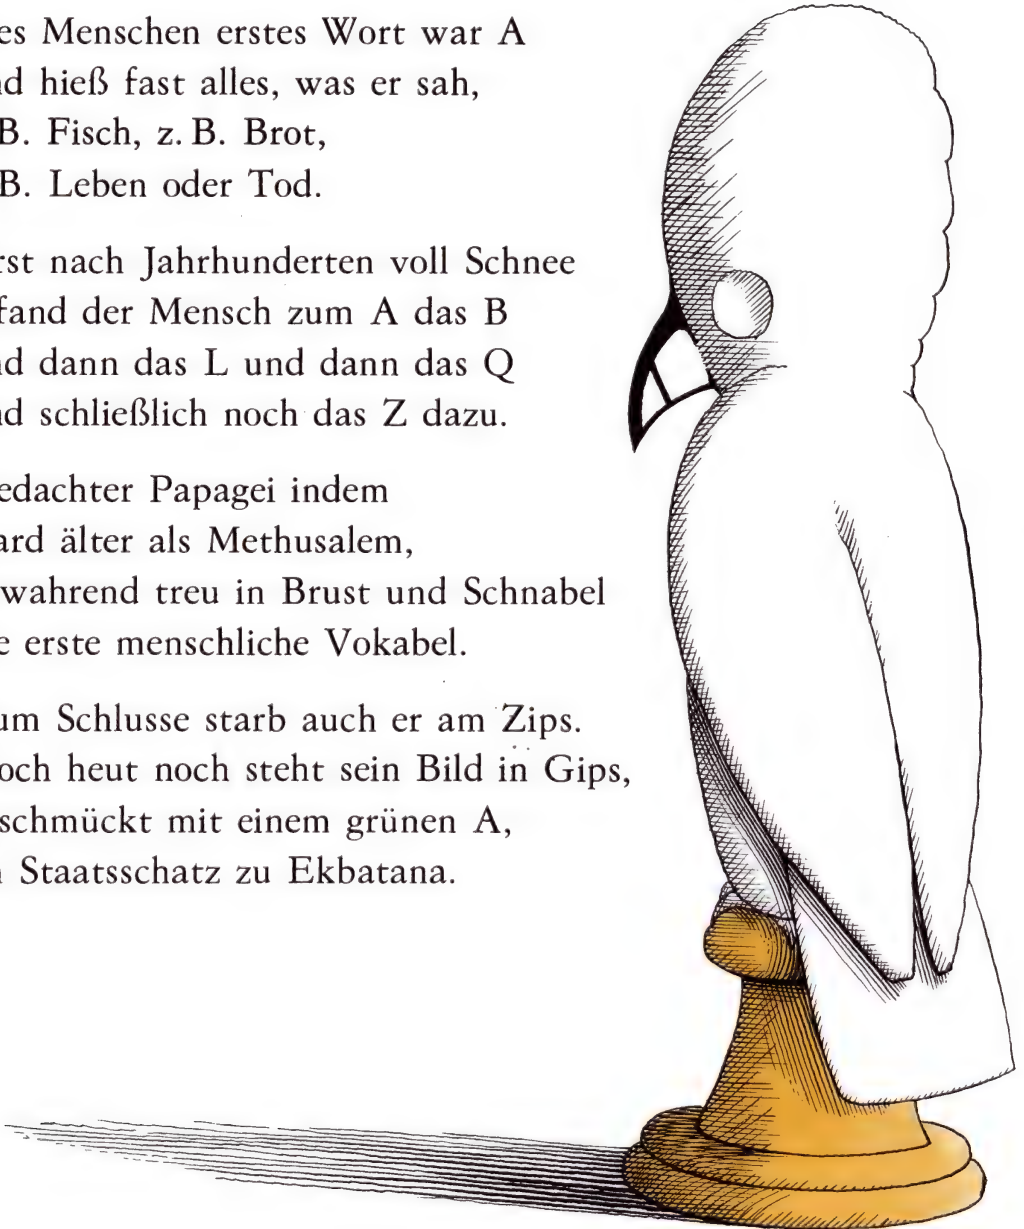 es Menschen erstes Wort war A
d hieß fast alles, was er sah,
B. Fisch, z. B. Brot,
B. Leben oder Tod.
rst nach Jahrhunderten voll Schnee
fand der Mensch zum A das B
d dann das L und dann das Q
d schließlich noch das Z dazu.
edachter Papagei indem
ard älter als Methusalem,
wahrend treu in Brust und Schnabel
e erste menschliche Vokabel.
um Schlusse starb auch er am Zips.
och heut noch steht sein Bild in Gips,
schmückt mit einem grünen A,
Staatsschatz zu Ekbatana.